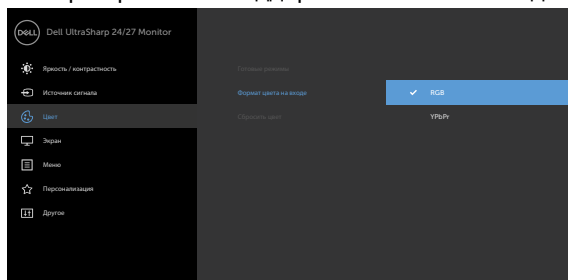 DELL
Dell UltraSharp 24/27 Monitor
Яркость / контрастность
Готовые режимы
Источник сигнала
Формат цвета на входе
✓ RGB
Цвет
Сбросить цвет
YPbPr
Экран
Меню
Персонализация
Другое